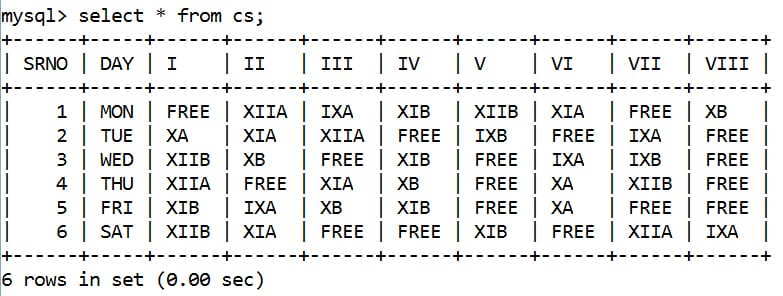 mysql> select * from cs;
+------+-----+------+------+------+------+------+------+------+------+
| SRNO | DAY | I    | II   | III  | IV   | V    | VI   | VII  | VIII |
+------+-----+------+------+------+------+------+------+------+------+
|    1 | MON | FREE | XIIA | IXA  | XIB  | XIIB | XIA  | FREE | XB   |
|    2 | TUE | XA   | XIA  | XIIA | FREE | IXB  | FREE | IXA  | FREE |
|    3 | WED | XIIB | XB   | FREE | XIB  | FREE | IXA  | IXB  | FREE |
|    4 | THU | XIIA | FREE | XIA  | XB   | FREE | XA   | XIIB | FREE |
|    5 | FRI | XIB  | IXA  | XB   | XIB  | FREE | XA   | FREE | FREE |
|    6 | SAT | XIIB | XIA  | FREE | FREE | XIB  | FREE | XIIA | IXA  |
+------+-----+------+------+------+------+------+------+------+------+
6 rows in set (0.00 sec)